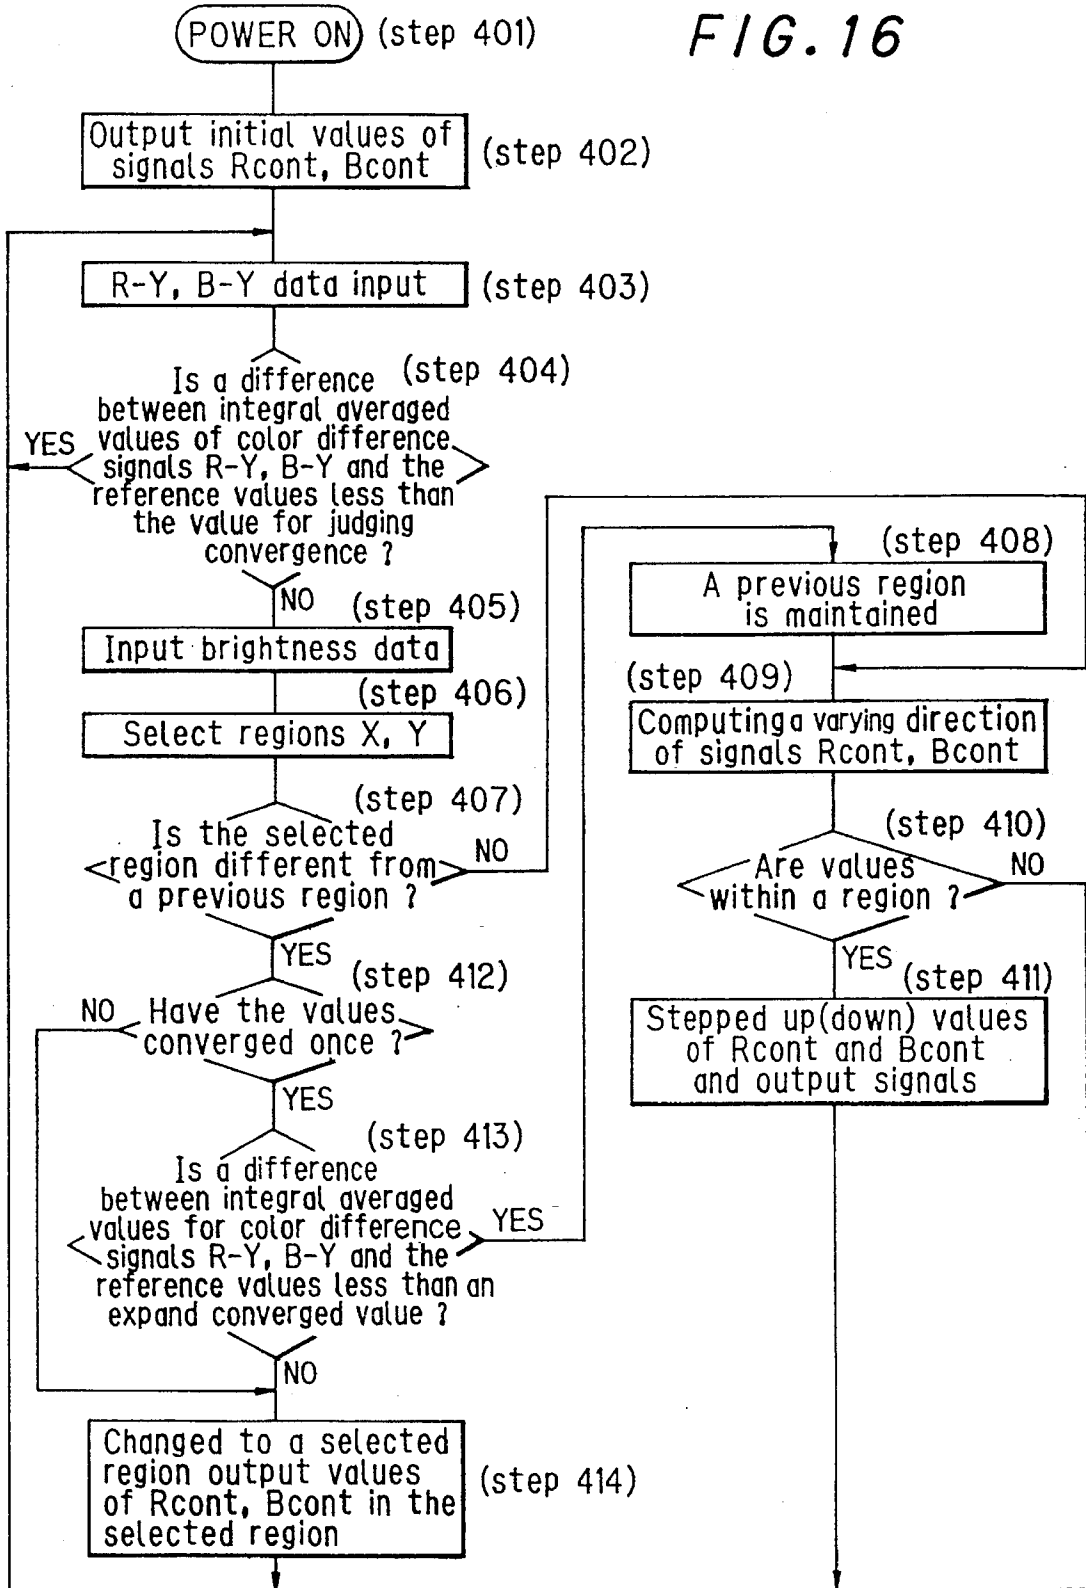 FIG.16
POWER ON (step 401)
Output initial values of
signals Rcont, Bcont
(step 402)
R-Y, B-Y data input (step 403)
(step 404)
Is a difference
between integral averaged
values of color difference
signals R-Y, B-Y and the
reference values less than
the value for judging
convergence ?
YES
NO
(step 405)
Input brightness data
(step 406)
Select regions X, Y
(step 407)
Is the selected
region different from
a previous region ?
NO
YES
(step 408)
A previous region
is maintained
(step 409)
Computing a varying direction
of signals Rcont, Bcont
(step 410)
Are values
within a region ?
NO
YES
(step 411)
Stepped up(down) values
of Rcont and Bcont
and output signals
(step 412)
Have the values
converged once ?
NO
YES
(step 413)
Is a difference
between integral averaged
values for color difference
signals R-Y, B-Y and the
reference values less than an
expand converged value ?
YES
NO
Changed to a selected
region output values
of Rcont, Bcont in the
selected region
(step 414)